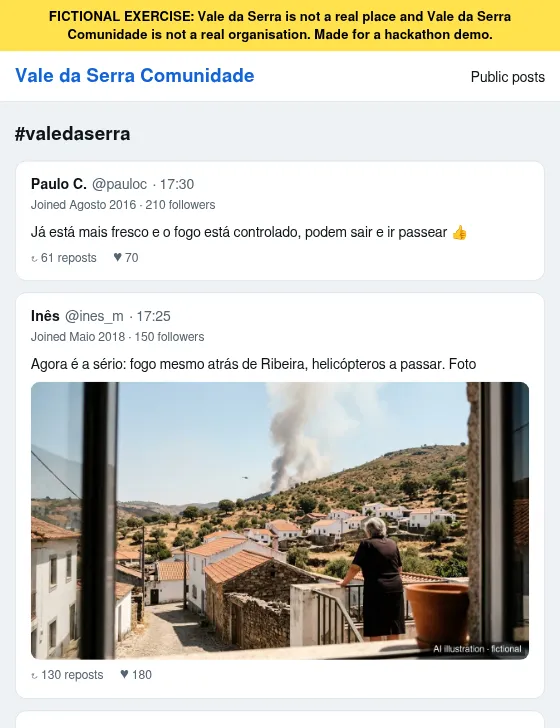 FICTIONAL EXERCISE: Vale da Serra is not a real place and Vale da Serra
Comunidade is not a real organisation. Made for a hackathon demo.
Vale da Serra Comunidade
Public posts
#valedaserra
Paulo C. @pauloc · 17:30
Joined Agosto 2016 · 210 followers
Já está mais fresco e o fogo está controlado, podem sair e ir passear 👍
61 reposts ♥ 70
Inês @ines_m · 17:25
Joined Maio 2018 · 150 followers
Agora é a sério: fogo mesmo atrás de Ribeira, helicópteros a passar. Foto
AI illustration · fictional
130 reposts ♥ 180